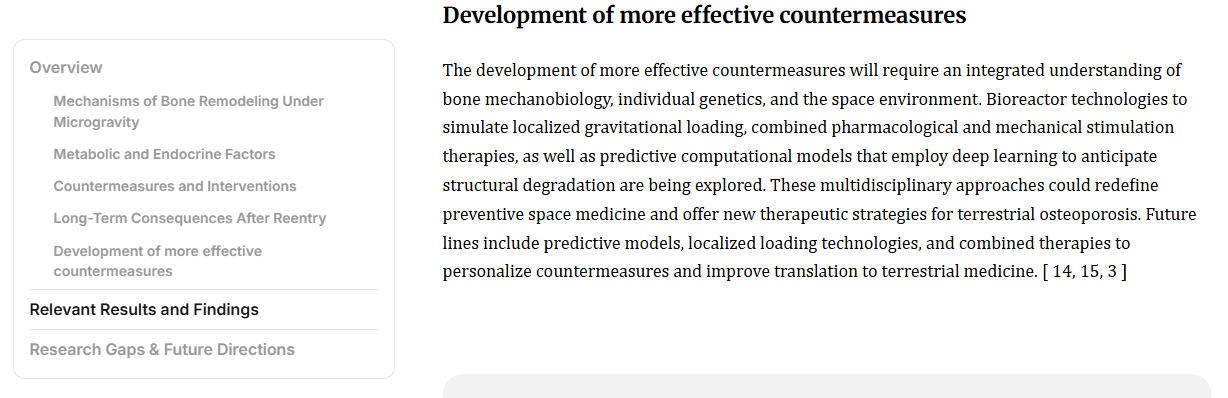 Overview
Mechanisms of Bone Remodeling Under
Microgravity
Metabolic and Endocrine Factors
Countermeasures and Interventions
Long-Term Consequences After Reentry
Development of more effective
countermeasures
Relevant Results and Findings
Research Gaps & Future Directions
Development of more effective countermeasures
The development of more effective countermeasures will require an integrated understanding of
bone mechanobiology, individual genetics, and the space environment. Bioreactor technologies to
simulate localized gravitational loading, combined pharmacological and mechanical stimulation
therapies, as well as predictive computational models that employ deep learning to anticipate
structural degradation are being explored. These multidisciplinary approaches could redefine
preventive space medicine and offer new therapeutic strategies for terrestrial osteoporosis. Future
lines include predictive models, localized loading technologies, and combined therapies to
personalize countermeasures and improve translation to terrestrial medicine. [ 14, 15, 3 ]